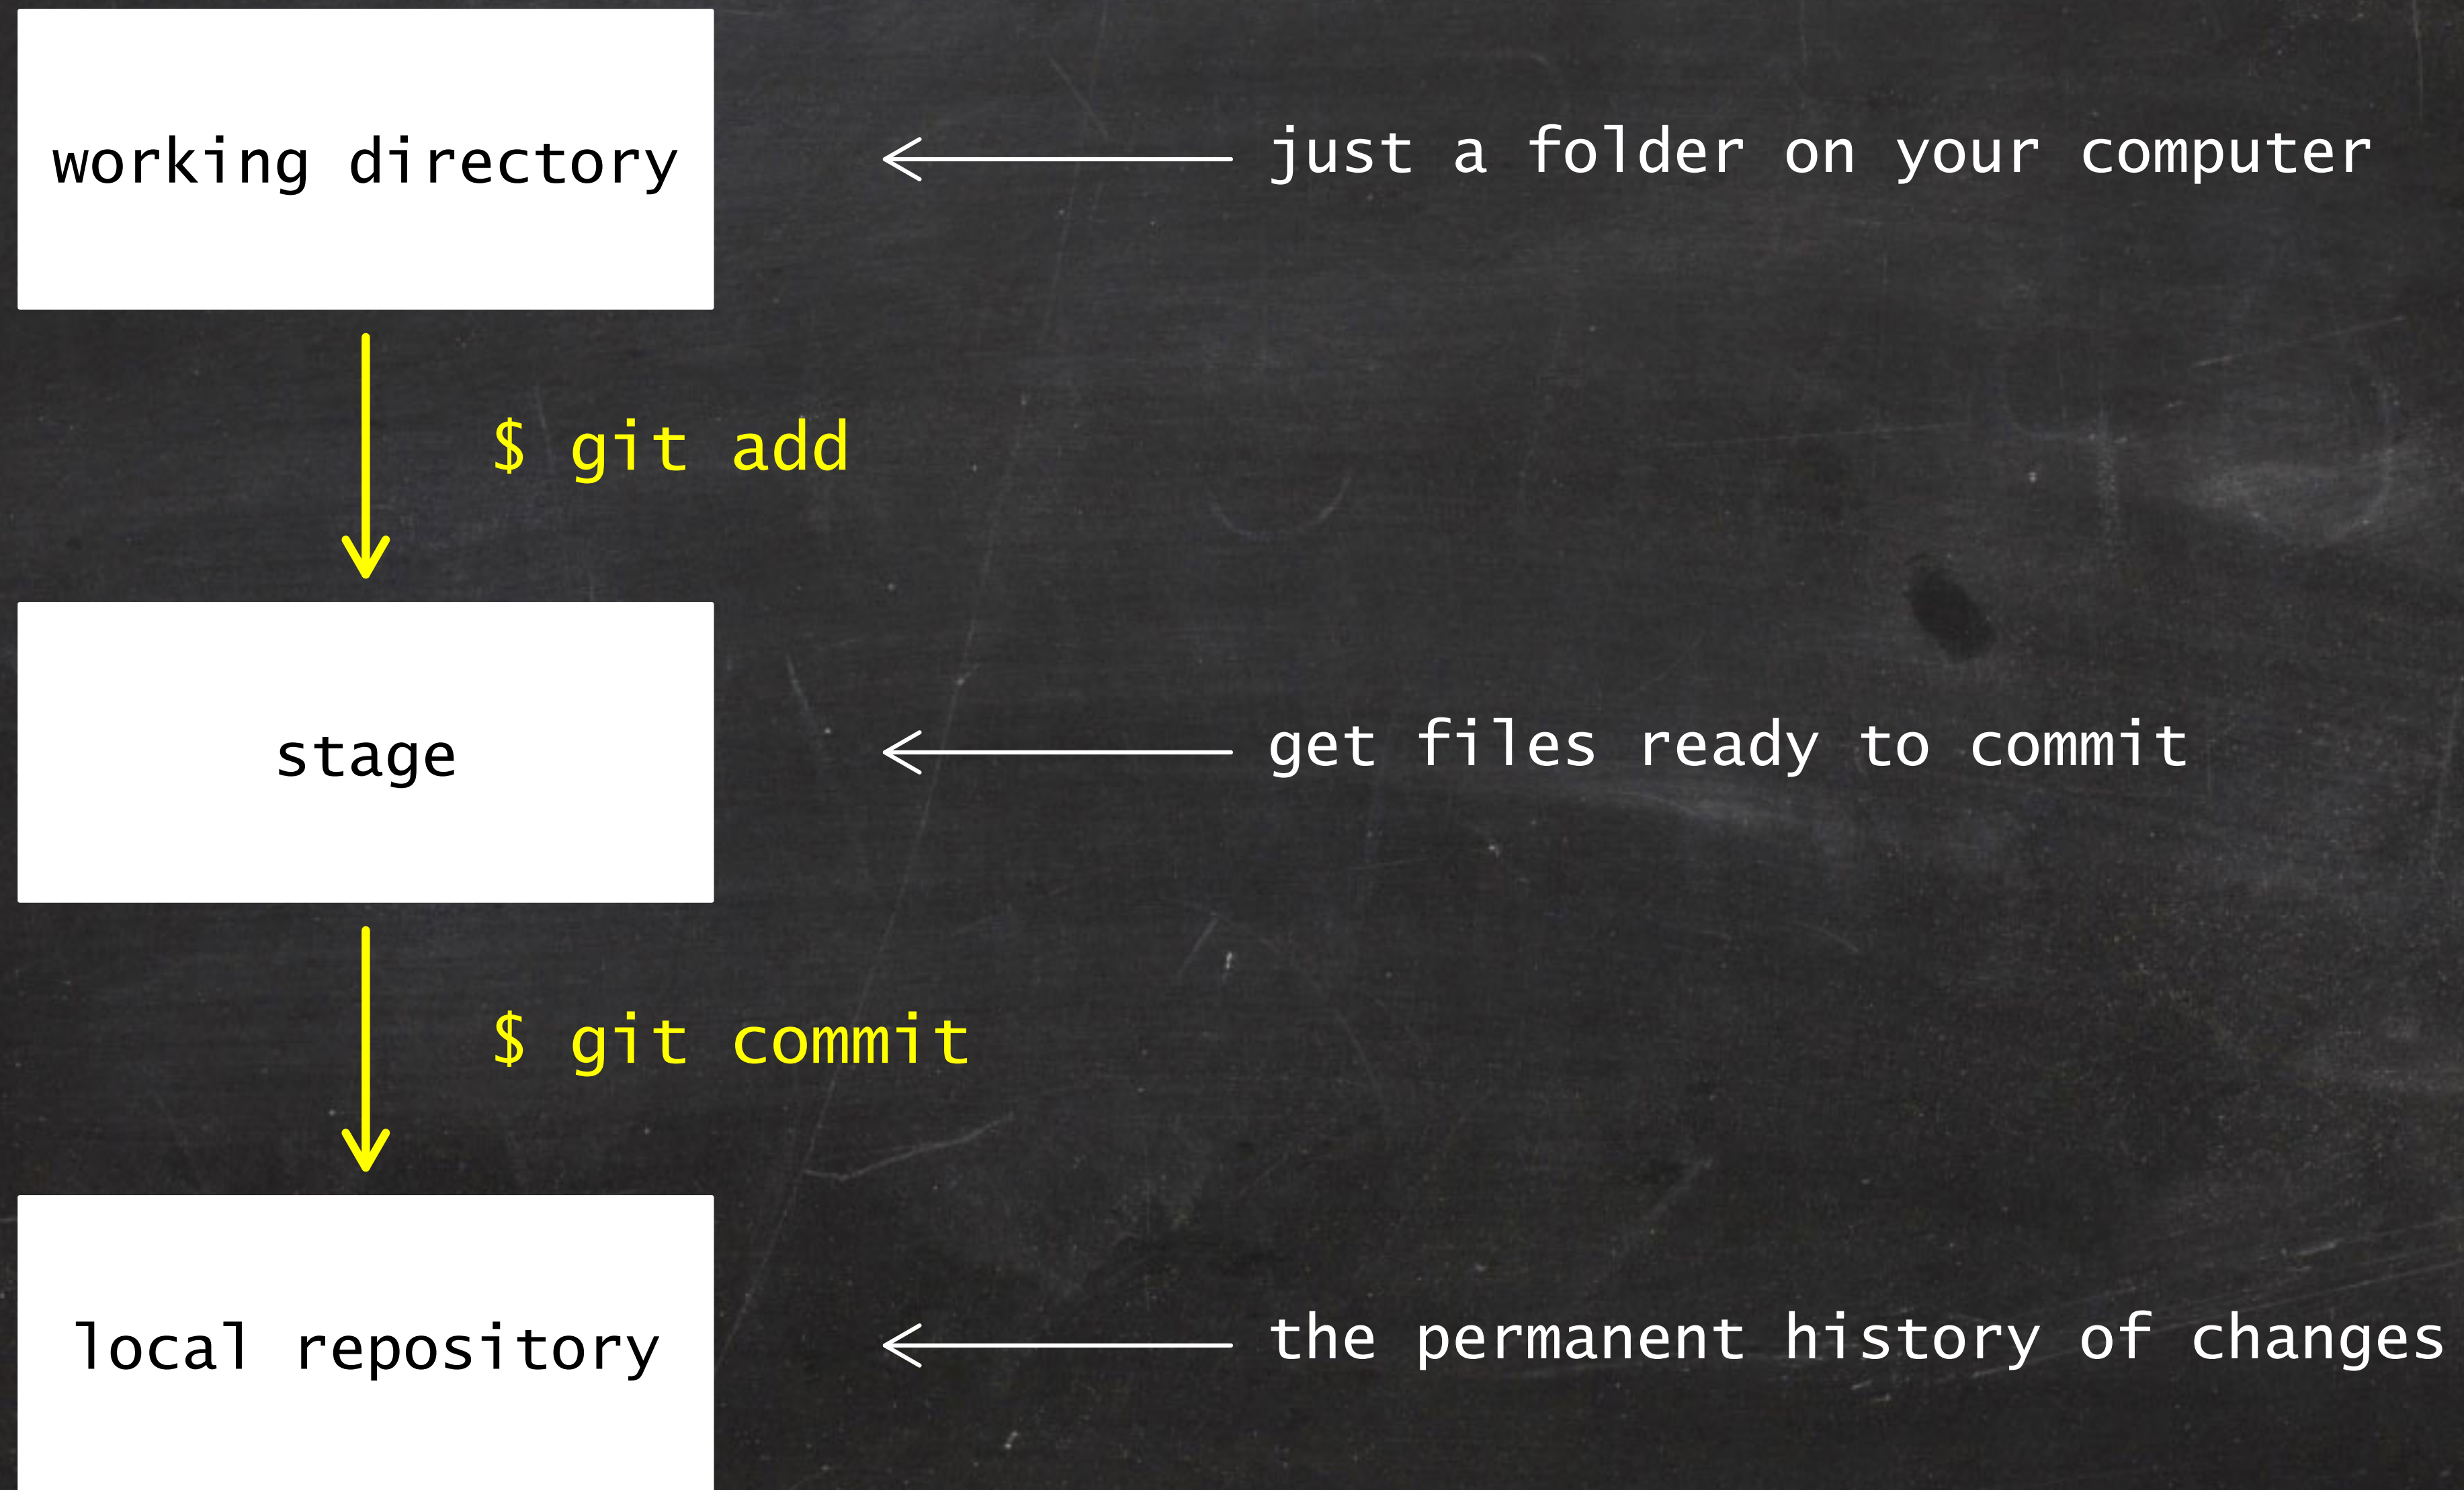 working directory
just a folder on your computer
$ git add
stage
get files ready to commit
$ git commit
local repository
the permanent history of changes